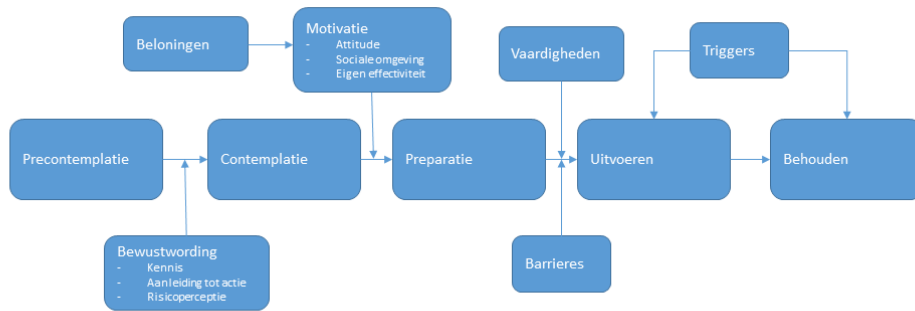 Beloningen
Motivatie
- Attitude
- Sociale omgeving
- Eigen effectiviteit
Vaardigheden
Triggers
Precontemplatie
Contemplatie
Preparatie
Uitvoeren
Behouden
Bewustwording
- Kennis
- Aanleiding tot actie
- Risicoperceptie
Barrieres